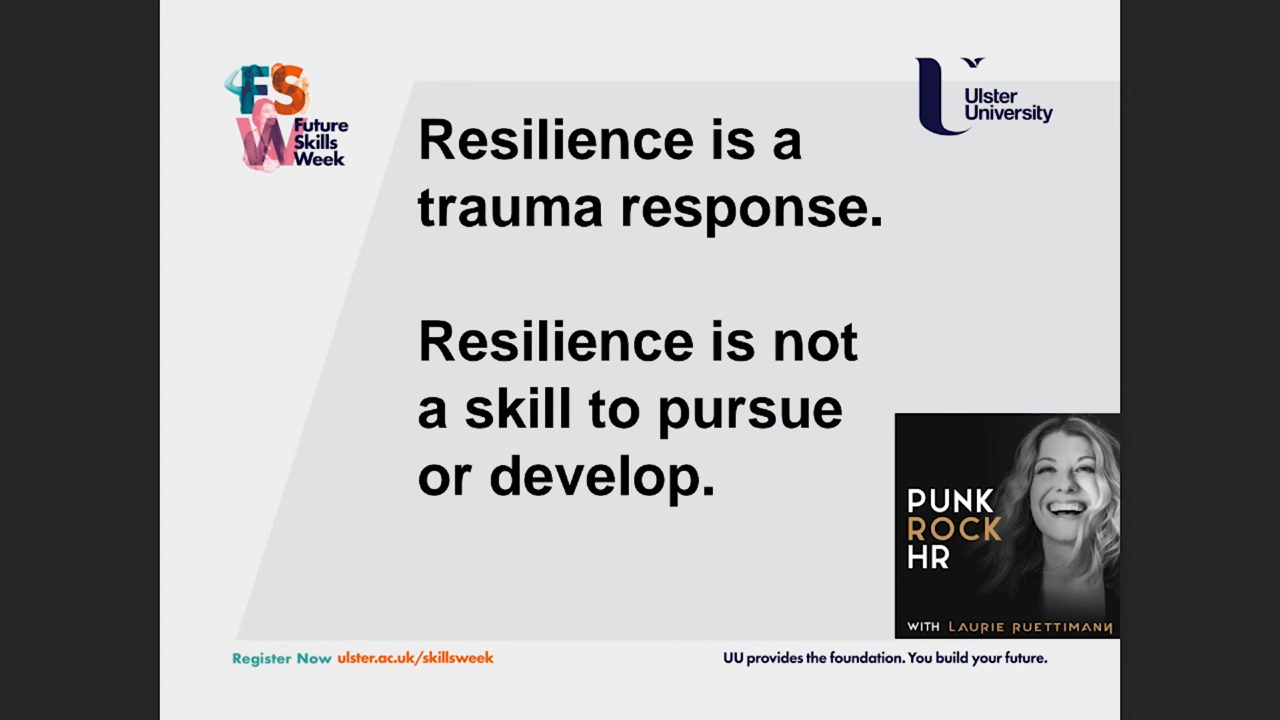 FS
W
Future
Skills
Week
Ulster
University
Resilience is a
trauma response.
Resilience is not
a skill to pursue
or develop.
PUNK
ROCK
HR
WITH LAURIE RUETTIMANN
Register Now ulster.ac.uk/skillsweek
UU provides the foundation. You build your future.